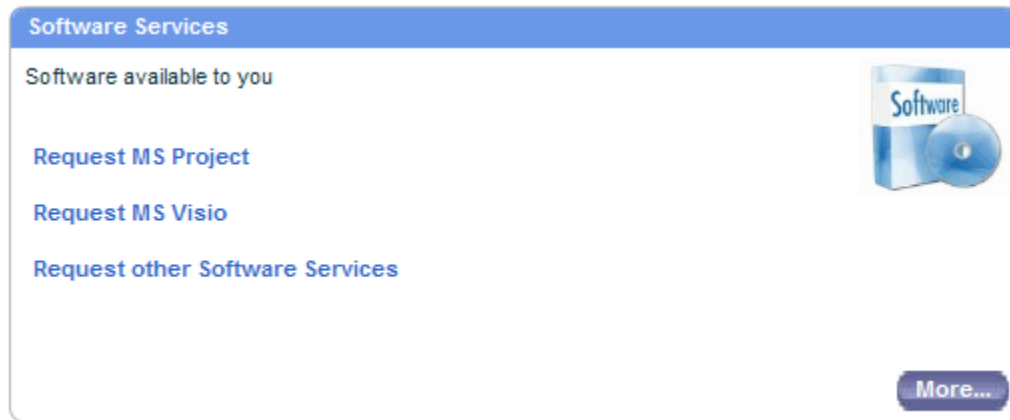 Software Services
Software available to you
Software
Request MS Project
Request MS Visio
Request other Software Services
More...